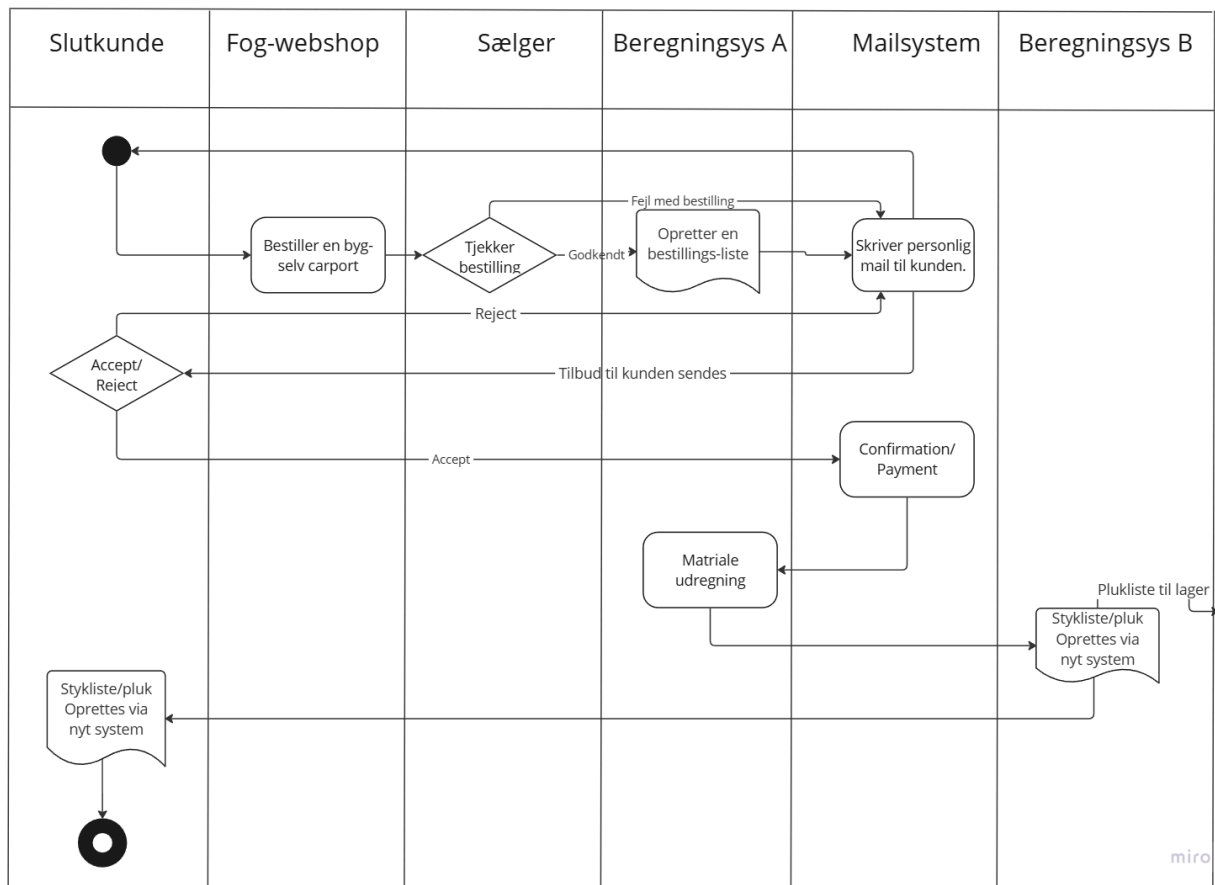 Slutkunde
Fog-webshop
Sælger
Beregningsys A
Mailsystem
Beregningsys B
Fejl med bestilling
Bestiller en byg-
selv carport
Tjekker
bestilling
Godkendt
Opretter en
bestillings-liste
Skriver personlig
mail til kunden.
Reject
Accept/
Reject
Tilbud til kunden sendes
Accept
Confirmation/
Payment
Matriale
udregning
Plukliste til lager
Stykliste/pluk
Oprettes via
nyt system
Stykliste/pluk
Oprettes via
nyt system
miro